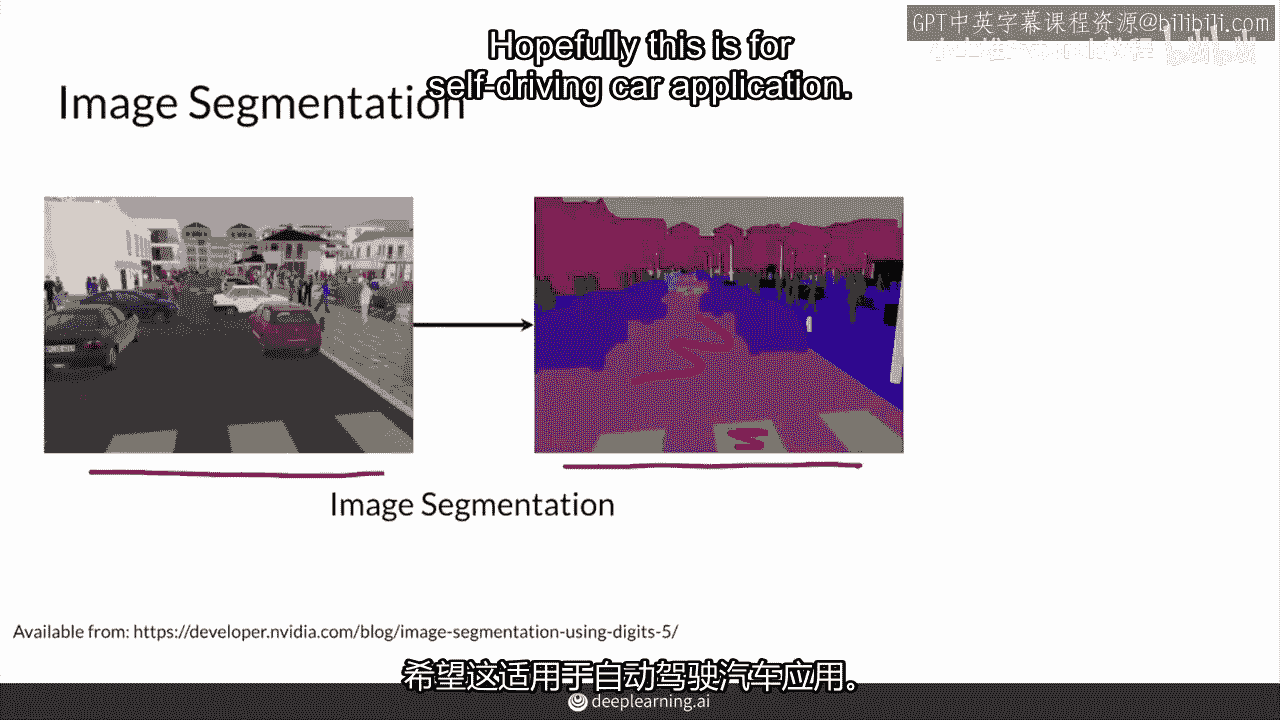 GPT中英字幕课程资源@bilibili.com
Hopefully this is for
self-driving car application.
Image Segmentation
Image Segmentation
Available from: https://developer.nvidia.com/blog/image-segmentation-using-digits-5/
希望这适用于自动驾驶汽车应用。
deeplearning.ai